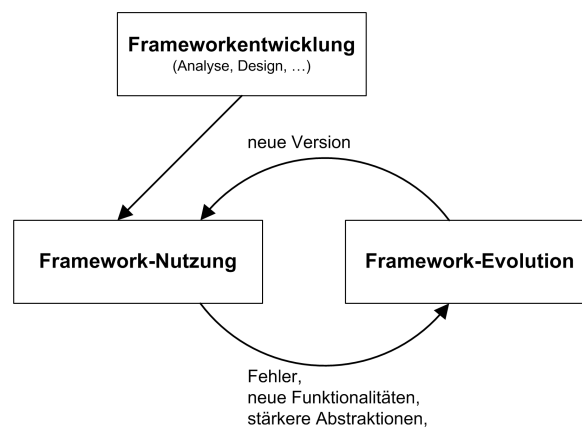 Frameworkentwicklung
(Analyse, Design, …)
neue Version
Framework-Nutzung
Framework-Evolution
Fehler,
neue Funktionalitäten,
stärkere Abstraktionen,